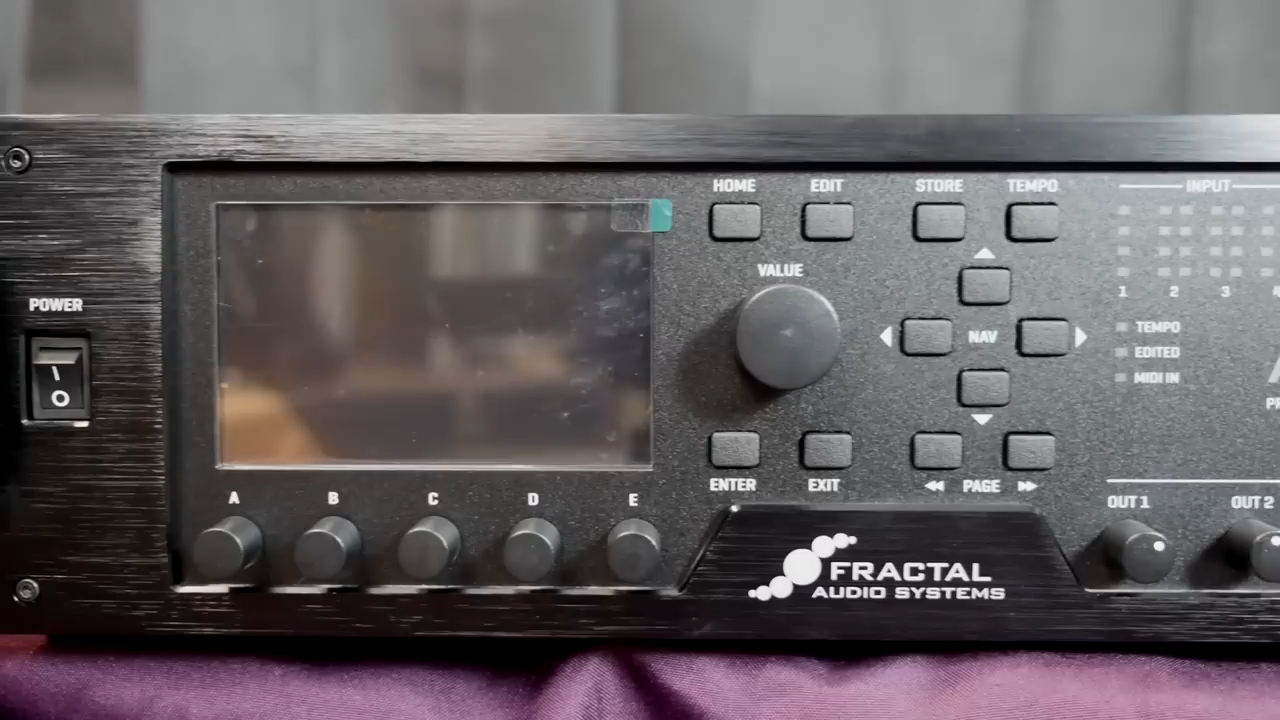 HOME EDIT STORE TEMPO INPUT
VALUE
1 2 3
POWER
NAV
TEMPO
EDITED
MIDI IN
I
O
ENTER EXIT PAGE
A B C D E
OUT 1 OUT 2
FRACTAL
AUDIO SYSTEMS